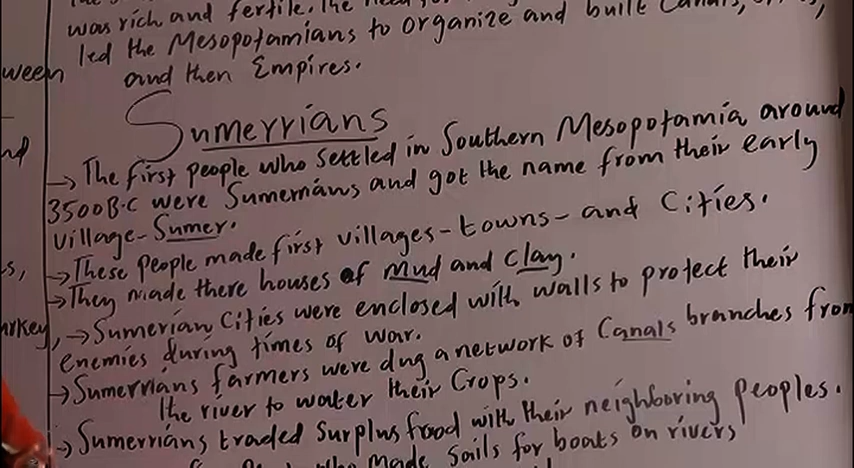 was rich and fertile. The need
led the Mesopotamians to organize and built Canals,
ween and then Empires.
Sumerrians
→ The first people who settled in Southern Mesopotamia around
3500B.C were Sumerrians and got the name from their early
village-Sumer.
→These People made first villages-towns-and Cities.
→They made there houses of mud and clay.
→Sumerian Cities were enclosed with walls to protect their
enemies during times of war.
→Sumerrians farmers were dug a network of Canals branches from
the river to water their Crops.
→Sumerrians traded surplus food with their neighboring peoples.
who made Sails for boats on rivers